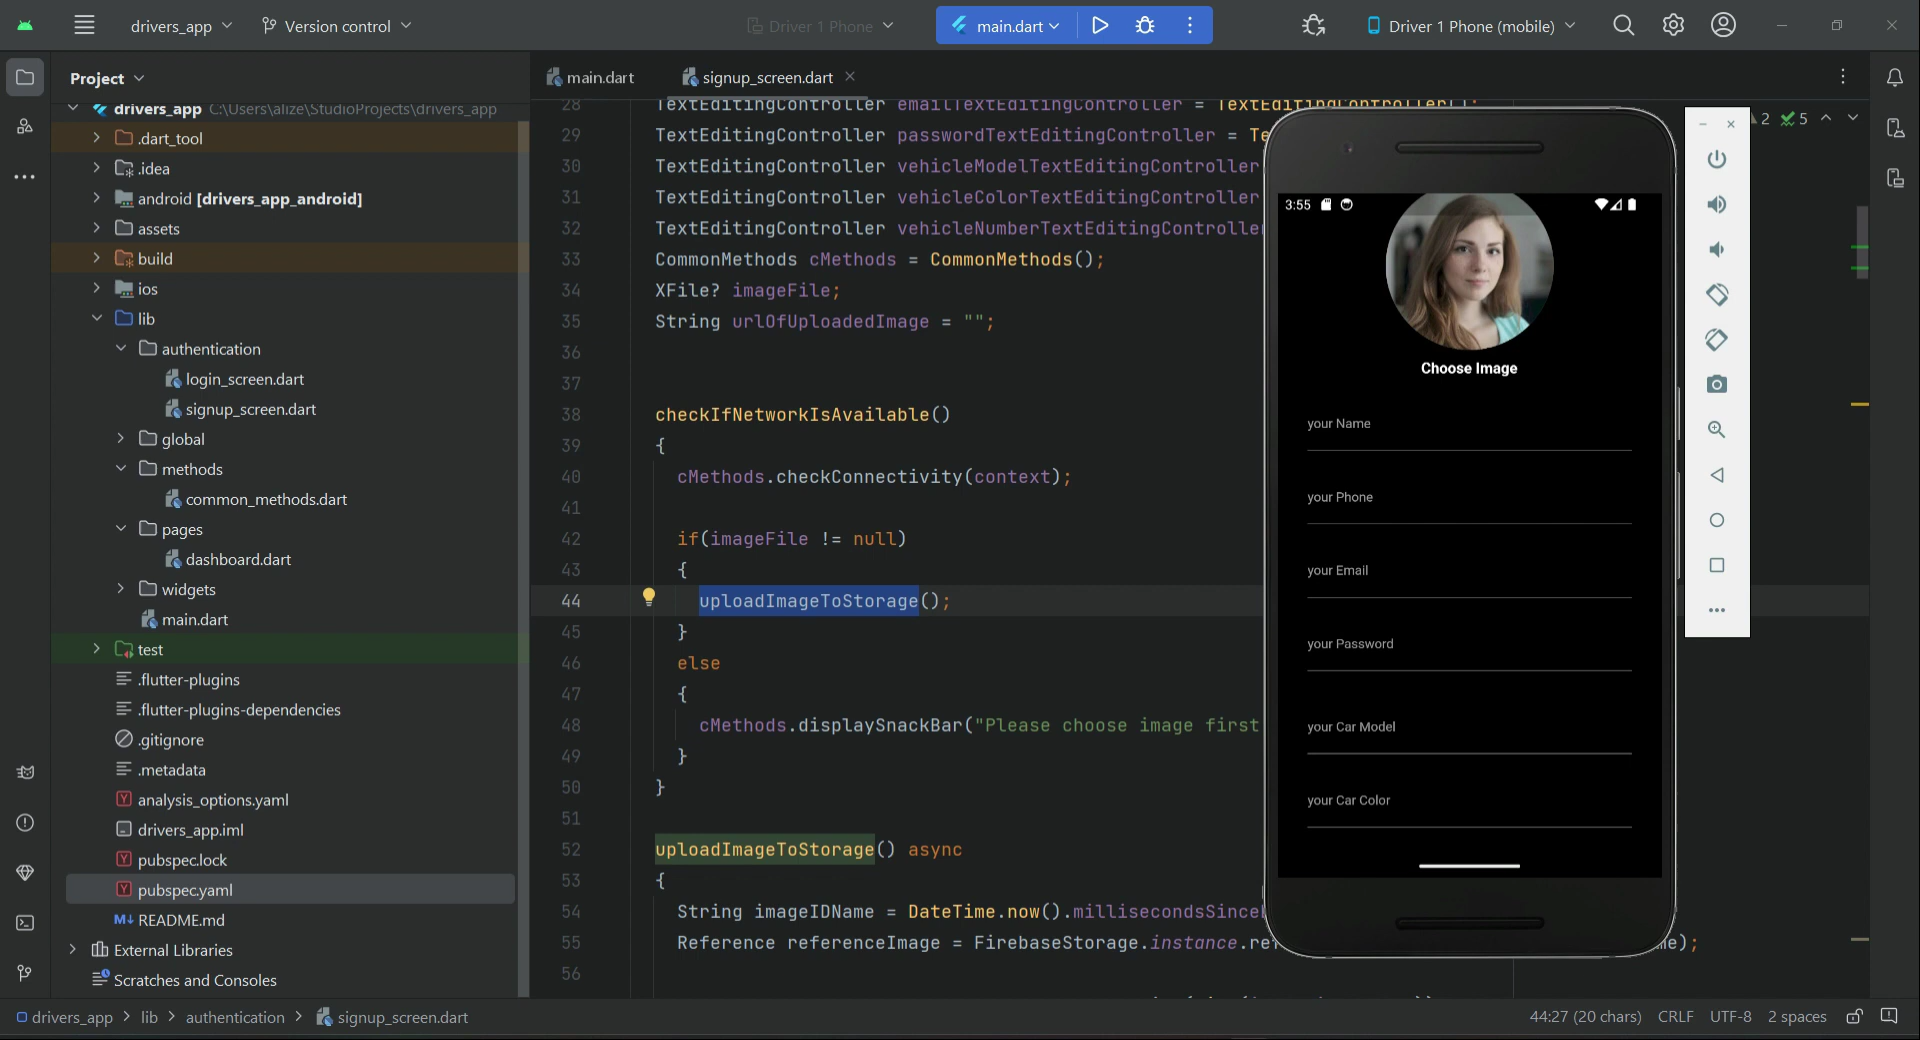 drivers_app
Version control
Driver 1 Phone
main.dart
Driver 1 Phone (mobile)
Project
main.dart
signup_screen.dart
drivers_app C:\Users\alize\StudioProjects\drivers_app
.dart_tool
.idea
android [drivers_app_android]
assets
build
ios
lib
authentication
login_screen.dart
signup_screen.dart
global
methods
common_methods.dart
pages
dashboard.dart
widgets
main.dart
test
.flutter-plugins
.flutter-plugins-dependencies
.gitignore
.metadata
analysis_options.yaml
drivers_app.iml
pubspec.lock
pubspec.yaml
README.md
External Libraries
Scratches and Consoles
28 TextEditingController emailTextEditingController = TextEditingController();
29 TextEditingController passwordTextEditingController = Te
30 TextEditingController vehicleModelTextEditingController
31 TextEditingController vehicleColorTextEditingController
32 TextEditingController vehicleNumberTextEditingController
33 CommonMethods cMethods = CommonMethods();
34 XFile? imageFile;
35 String urlOfUploadedImage = "";
36
37
38 checkIfNetworkIsAvailable()
39 {
40 cMethods.checkConnectivity(context);
41
42 if(imageFile != null)
43 {
44 uploadImageToStorage();
45 }
46 else
47 {
48 cMethods.displaySnackBar("Please choose image first
49 }
50 }
51
52 uploadImageToStorage() async
53 {
54 String imageIDName = DateTime.now().millisecondsSince
55 Reference referenceImage = FirebaseStorage.instance.re me);
56
2 5
3:55
Choose Image
your Name
your Phone
your Email
your Password
your Car Model
your Car Color
drivers_app > lib > authentication > signup_screen.dart
44:27 (20 chars) CRLF UTF-8 2 spaces